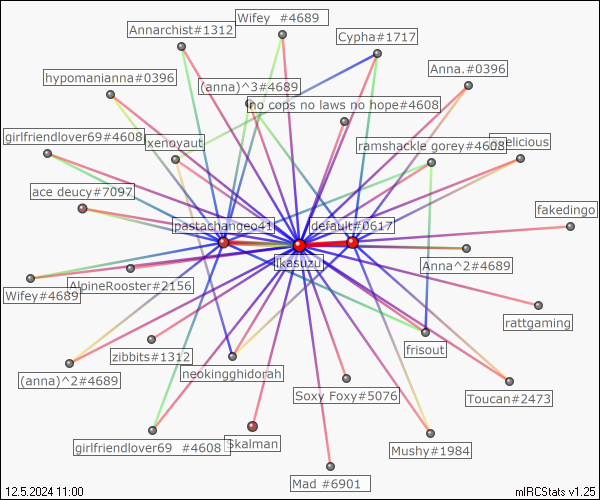 Wifey  #4689
Annarchist#1312
Cypha#1717
Anna.#0396
hypomanianna#0396
(anna)^3#4689
no cops no laws no hope#4608
girlfriendlover69#4608
xenoyaut
ramshackle gorey#4608
elicious
ace deucy#7097
pastachangeo41
default#0617
fakedingo
ikasuzu
Anna^2#4689
Wifey#4689
AlpineRooster#2156
rattgaming
zibbits#1312
neokingghidorah
frisout
(anna)^2#4689
Soxy Foxy#5076
Toucan#2473
girlfriendlover69  #4608
Skalman
Mushy#1984
Mad #6901
12.5.2024 11:00
mIRCStats v1.25